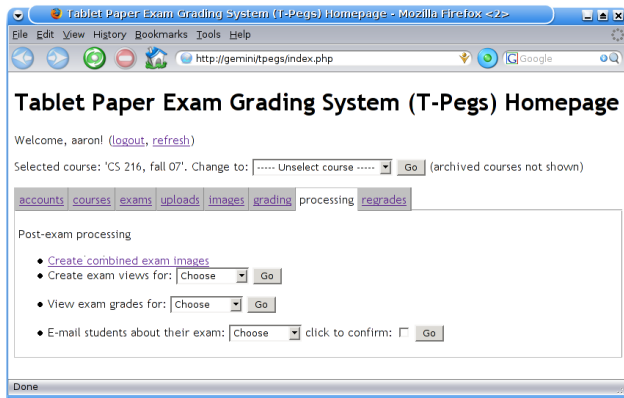 Tablet Paper Exam Grading System (T-Pegs) Homepage - Mozilla Firefox <2>
File Edit View History Bookmarks Tools Help
http://gemini/tpegs/index.php Google
Tablet Paper Exam Grading System (T-Pegs) Homepage
Welcome, aaron! (logout, refresh)
Selected course: 'CS 216, fall 07'. Change to: ----- Unselect course ----- Go (archived courses not shown)
accounts courses exams uploads images grading processing regrades
Post-exam processing
Create combined exam images
Create exam views for: Choose Go
View exam grades for: Choose Go
E-mail students about their exam: Choose click to confirm: Go
Done